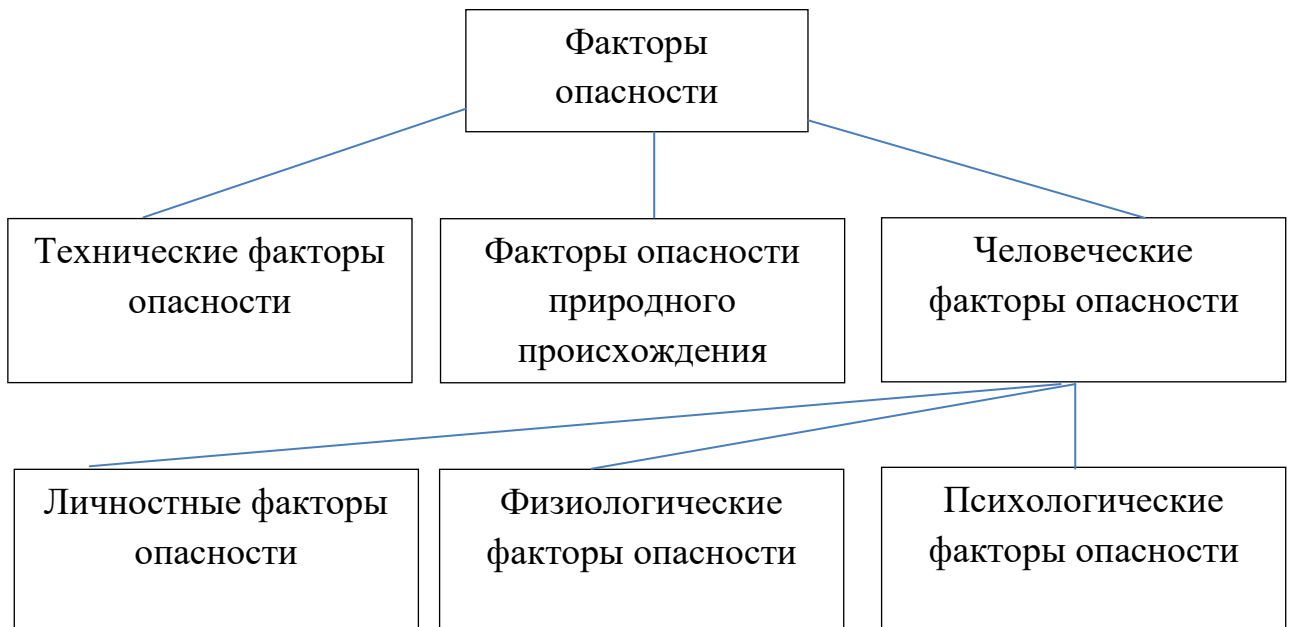 Факторы
опасности
Технические факторы
опасности
Факторы опасности
природного
происхождения
Человеческие
факторы опасности
Личностные факторы
опасности
Физиологические
факторы опасности
Психологические
факторы опасности